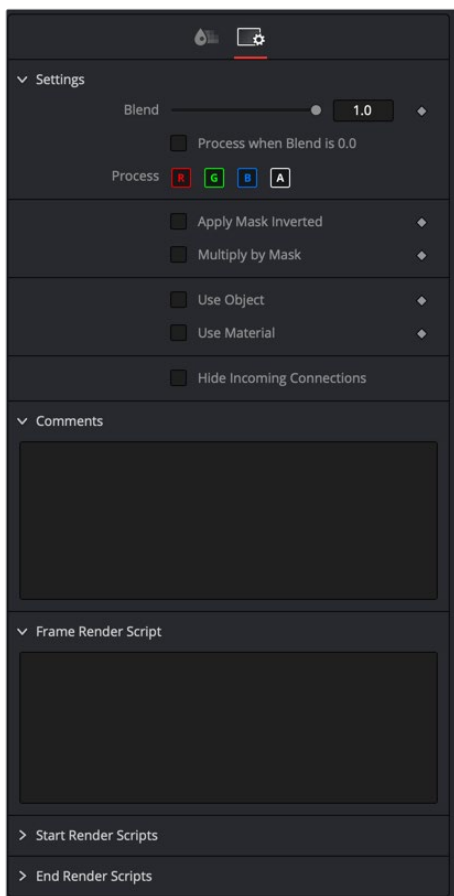 Settings
Blend 1.0
Process when Blend is 0.0
Process R G B A
Apply Mask Inverted
Multiply by Mask
Use Object
Use Material
Hide Incoming Connections
Comments
Frame Render Script
Start Render Scripts
End Render Scripts